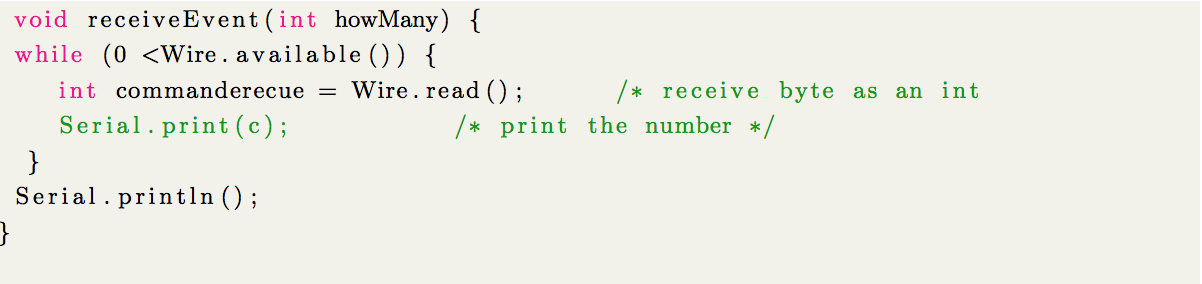 void receiveEvent(int howMany) {
while (0 <Wire.available()) {
int commanderecue = Wire.read(); /* receive byte as an int
Serial.print(c); /* print the number */
}
Serial.println();
}